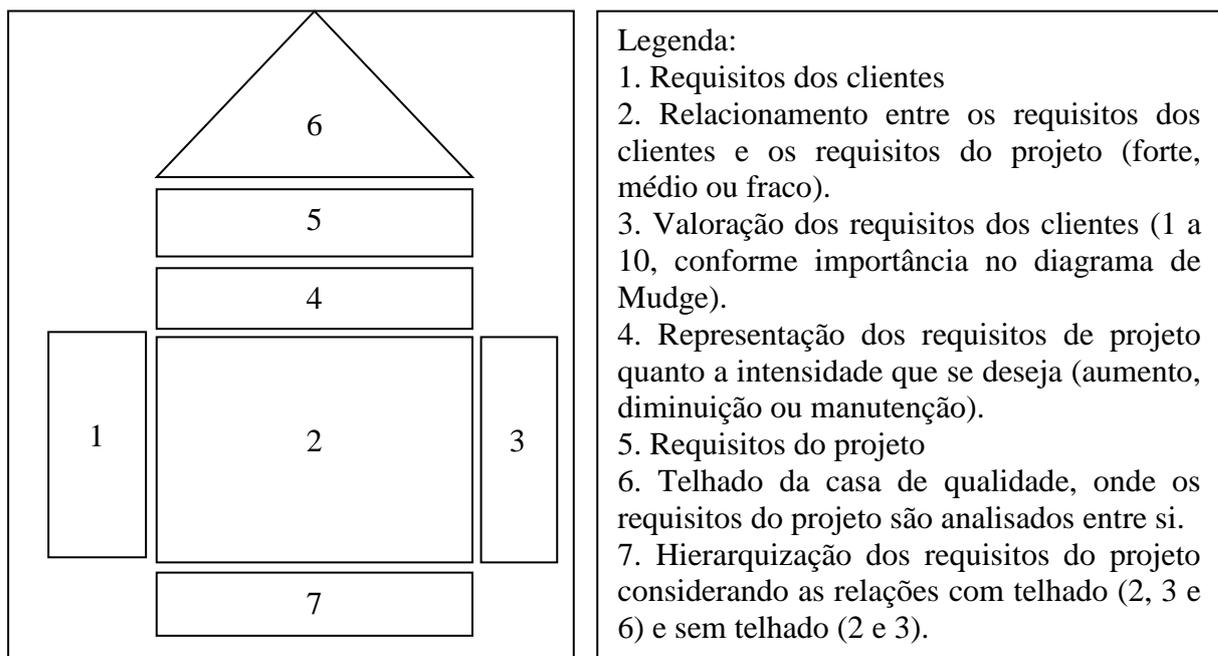 6
5
4
1
2
3
7
Legenda:
1. Requisitos dos clientes
2. Relacionamento entre os requisitos dos
clientes e os requisitos do projeto (forte,
médio ou fraco).
3. Valoração dos requisitos dos clientes (1 a
10, conforme importância no diagrama de
Mudge).
4. Representação dos requisitos de projeto
quanto a intensidade que se deseja (aumento,
diminuição ou manutenção).
5. Requisitos do projeto
6. Telhado da casa de qualidade, onde os
requisitos do projeto são analisados entre si.
7. Hierarquização dos requisitos do projeto
considerando as relações com telhado (2, 3 e
6) e sem telhado (2 e 3).